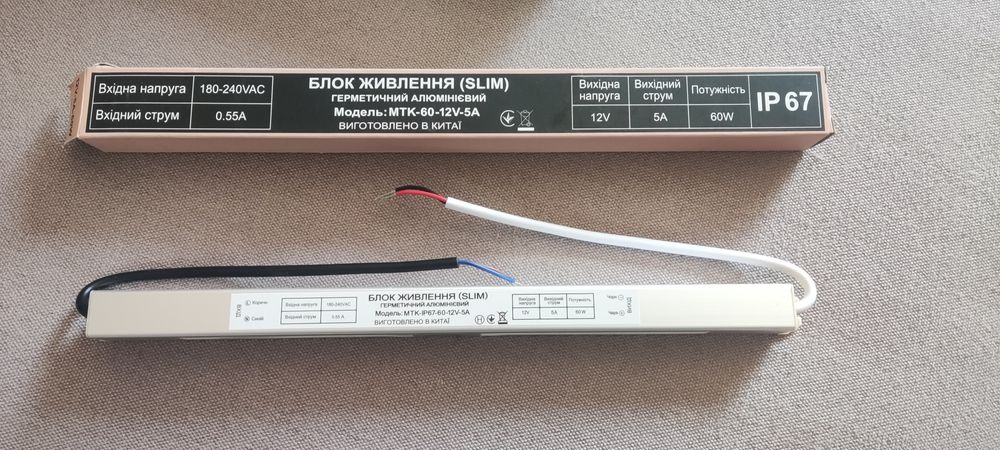 Вхідна напруга 180-240VAC
Вхідний струм 0.55A
БЛОК ЖИВЛЕННЯ (SLIM)
ГЕРМЕТИЧНИЙ АЛЮМІНІЄВИЙ
Модель: MTK-60-12V-5A
ВИГОТОВЛЕНО В КИТАЇ
Вихідна напруга Вихідний струм Потужність
12V 5A 60W
IP 67
ВХІД
L Коричн
N Синій
Вхідна напруга 180-240VAC
Вхідний струм 0.55 A
БЛОК ЖИВЛЕННЯ (SLIM)
ГЕРМЕТИЧНИЙ АЛЮМІНІЄВИЙ
Модель: MTK-IP67-60-12V-5A
ВИГОТОВЛЕНО В КИТАЇ
Вихідна напруга Вихідний струм Потужність
12V 5A 60 W
ВИХІД